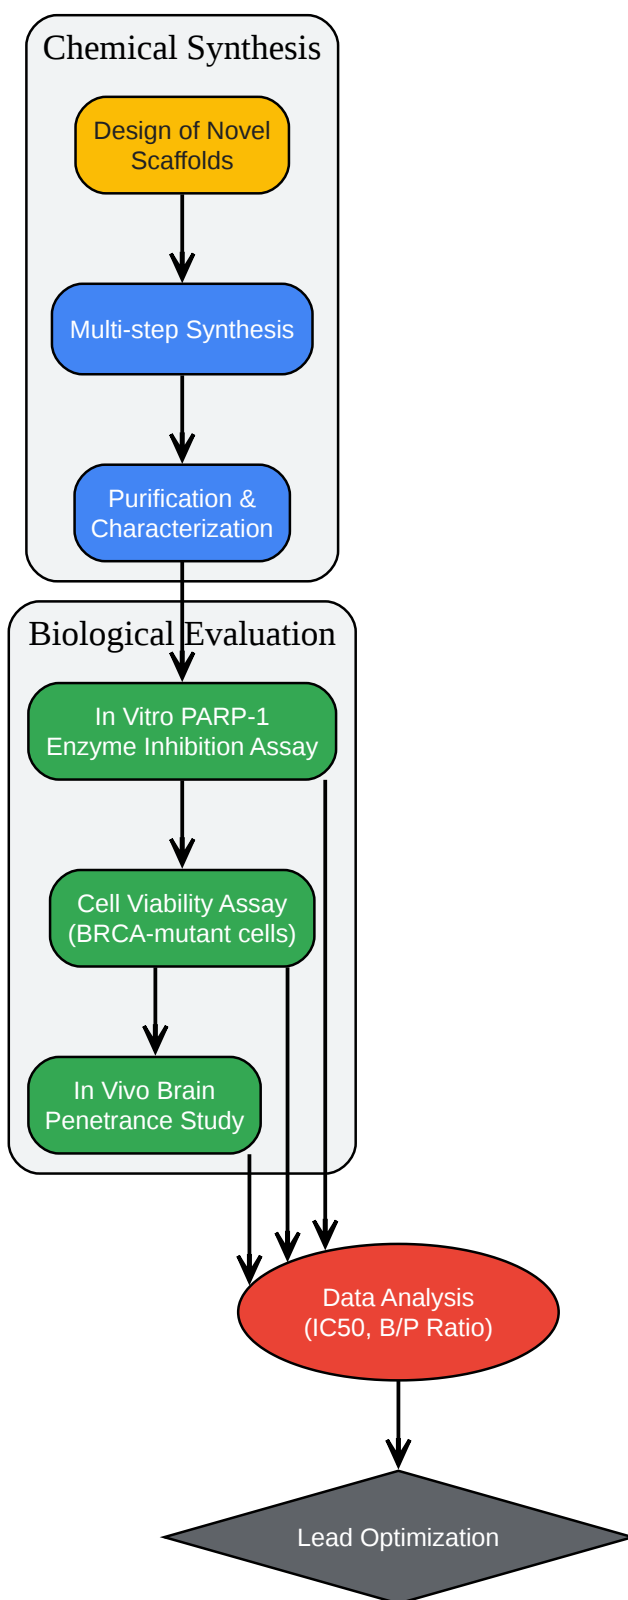 Chemical Synthesis
Design of Novel
Scaffolds
Multi-step Synthesis
Purification &
Characterization
Biological Evaluation
In Vitro PARP-1
Enzyme Inhibition Assay
Cell Viability Assay
(BRCA-mutant cells)
In Vivo Brain
Penetrance Study
Data Analysis
(IC50, B/P Ratio)
Lead Optimization